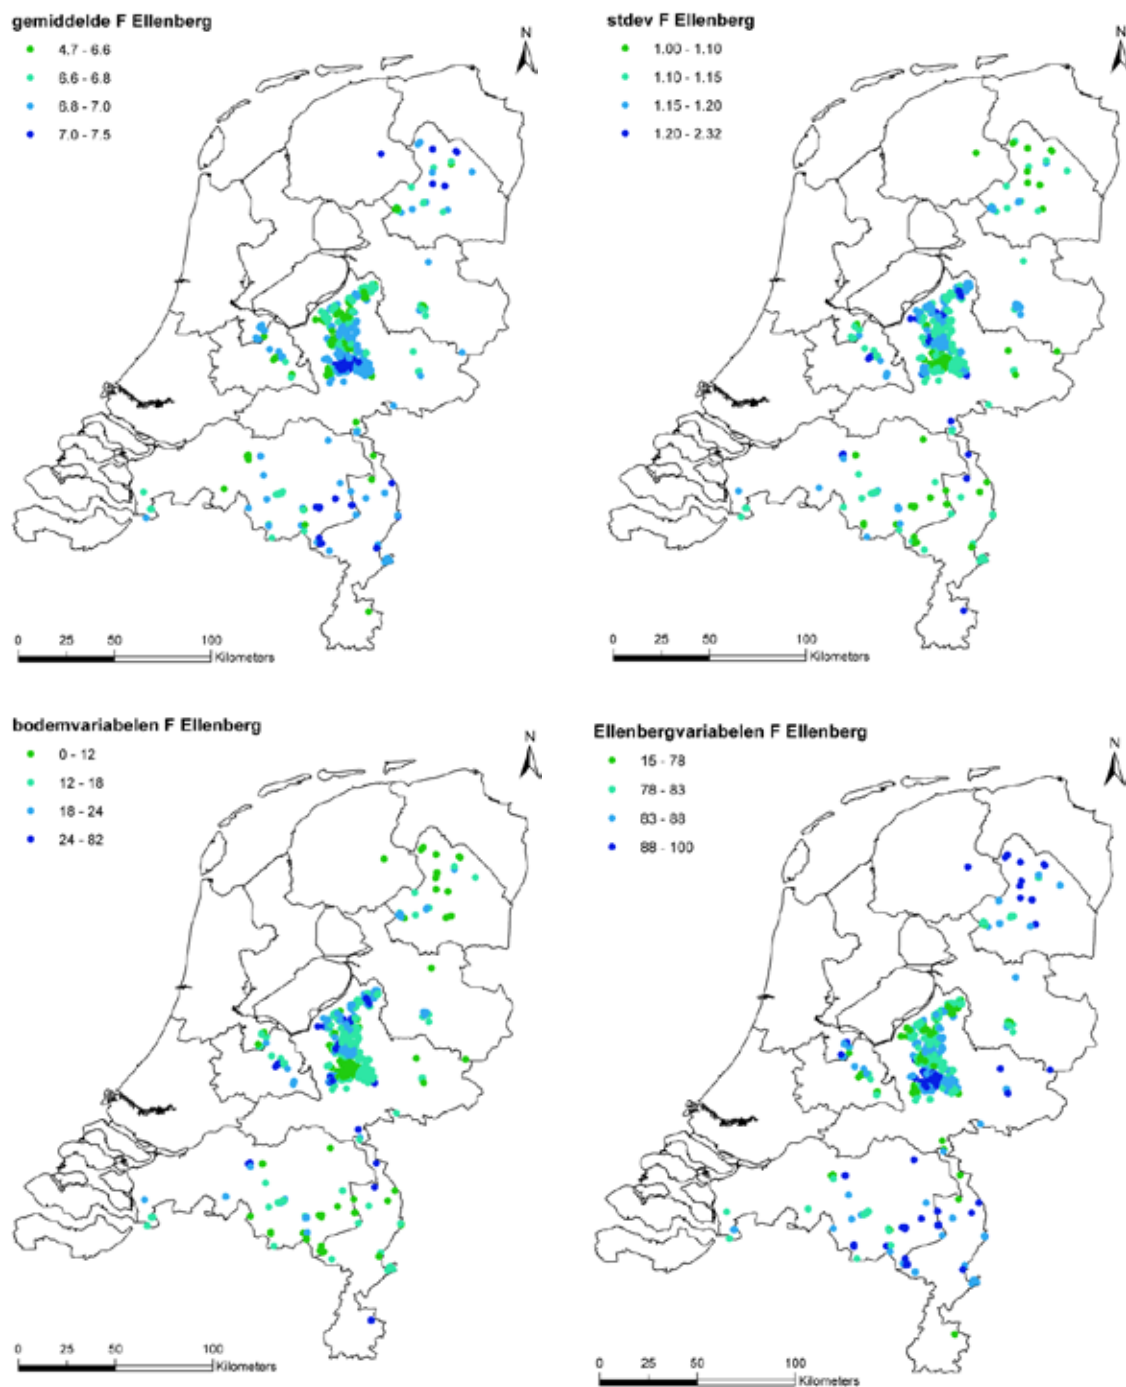 gemiddelde F Ellenberg
4.7 - 6.6
6.6 - 6.8
6.8 - 7.0
7.0 - 7.5
N
0 25 50 100
Kilometers
stdev F Ellenberg
1.00 - 1.10
1.10 - 1.15
1.15 - 1.20
1.20 - 2.32
N
0 25 50 100
Kilometers
bodemvariabelen F Ellenberg
0 - 12
12 - 18
18 - 24
24 - 82
N
0 25 50 100
Kilometers
Ellenbergvariabelen F Ellenberg
15 - 78
78 - 83
83 - 88
88 - 100
N
0 25 50 100
Kilometers